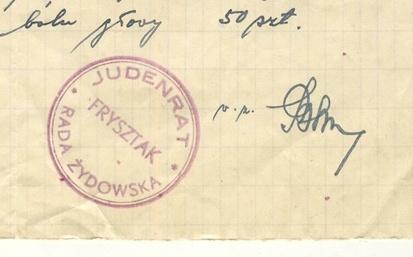 bólu głowy 50 szt.
JUDENRAT
FRYSZTAK
RADA ŻYDOWSKA